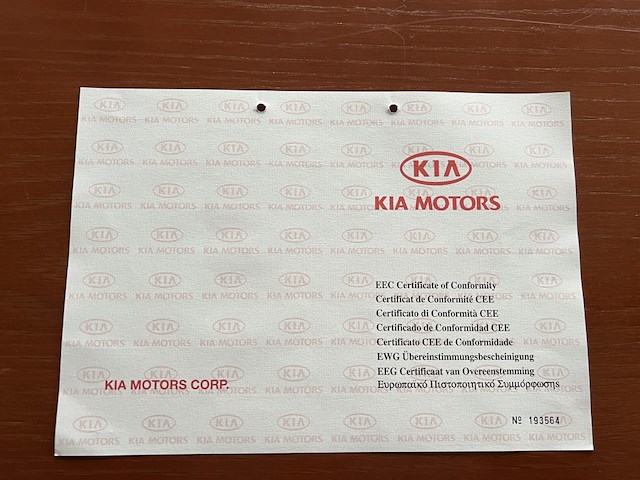 KIA
KIA MOTORS
EEC Certificate of Conformity
Certificat de Conformité CEE
Certificato di Conformità CEE
Certificado de Conformidad CEE
Certificato CEE de Conformidade
EWG Übereinstimmungsbescheinigung
EEG Certificaat van Overeenstemming
Ευρωπαϊκό Πιστοποιητικό Συμμόρφωσης
KIA MOTORS CORP.
Nº 193564